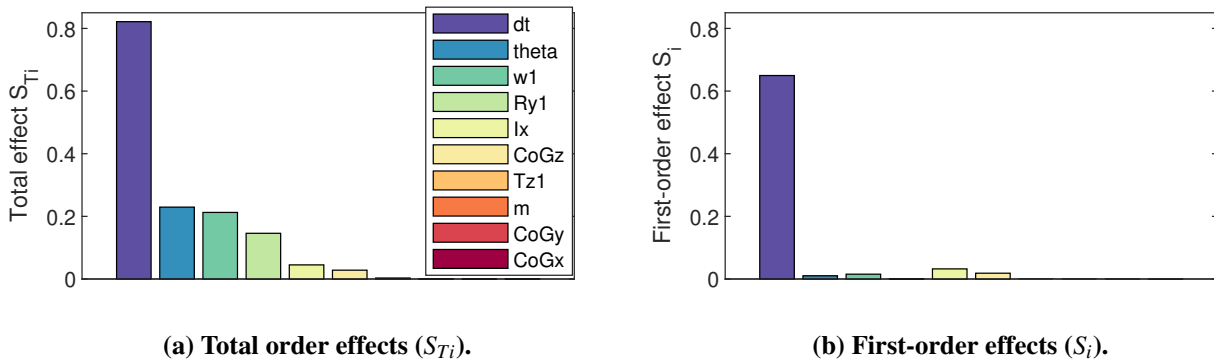 Total effect S_Ti
0.8
0.6
0.4
0.2
0
dt
theta
w1
Ry1
Ix
CoGz
Tz1
m
CoGy
CoGx
First-order effect S_i
0.8
0.6
0.4
0.2
0
(a) Total order effects (S_Ti).
(b) First-order effects (S_i).